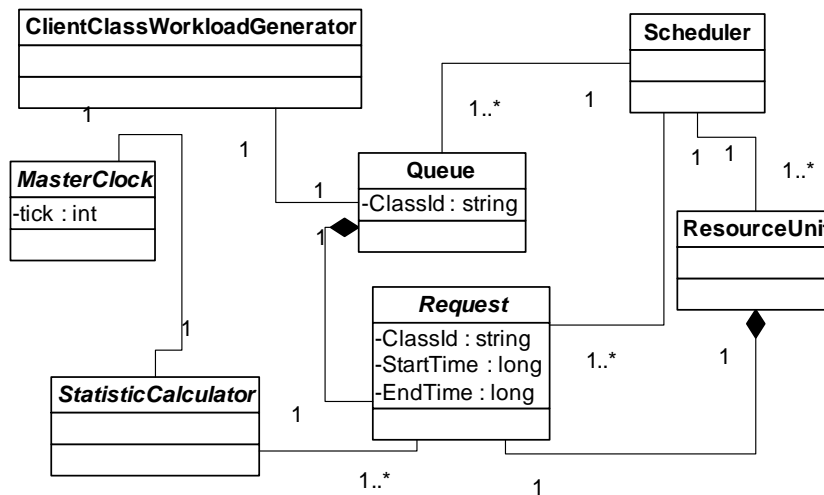 ClientClassWorkloadGenerator
Scheduler
1
1
1..*
1
1
1
1..*
MasterClock
-tick : int
1
Queue
-ClassId : string
1
ResourceUnit
Request
-ClassId : string
-StartTime : long
-EndTime : long
1
1..*
1
StatisticCalculator
1
1..*
1